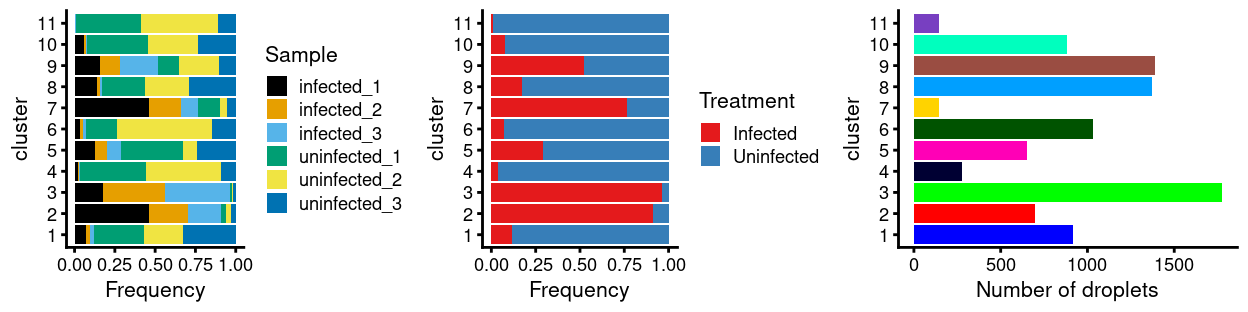 11
10
9
8
7
6
5
4
3
2
1
cluster
0.00 0.25 0.50 0.75 1.00
Frequency
Sample
infected_1
infected_2
infected_3
uninfected_1
uninfected_2
uninfected_3
11
10
9
8
7
6
5
4
3
2
1
cluster
0.00 0.25 0.50 0.75 1.00
Frequency
Treatment
Infected
Uninfected
11
10
9
8
7
6
5
4
3
2
1
cluster
0 500 1000 1500
Number of droplets